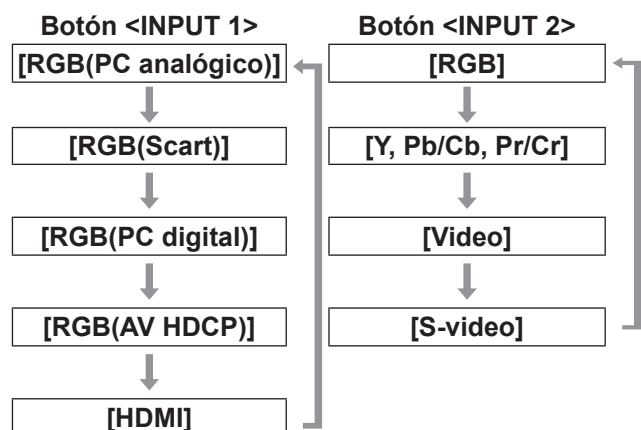 Botón <INPUT 1>
[RGB(PC analógico)]
[RGB(Scart)]
[RGB(PC digital)]
[RGB(AV HDCP)]
[HDMI]
Botón <INPUT 2>
[RGB]
[Y, Pb/Cb, Pr/Cr]
[Video]
[S-video]